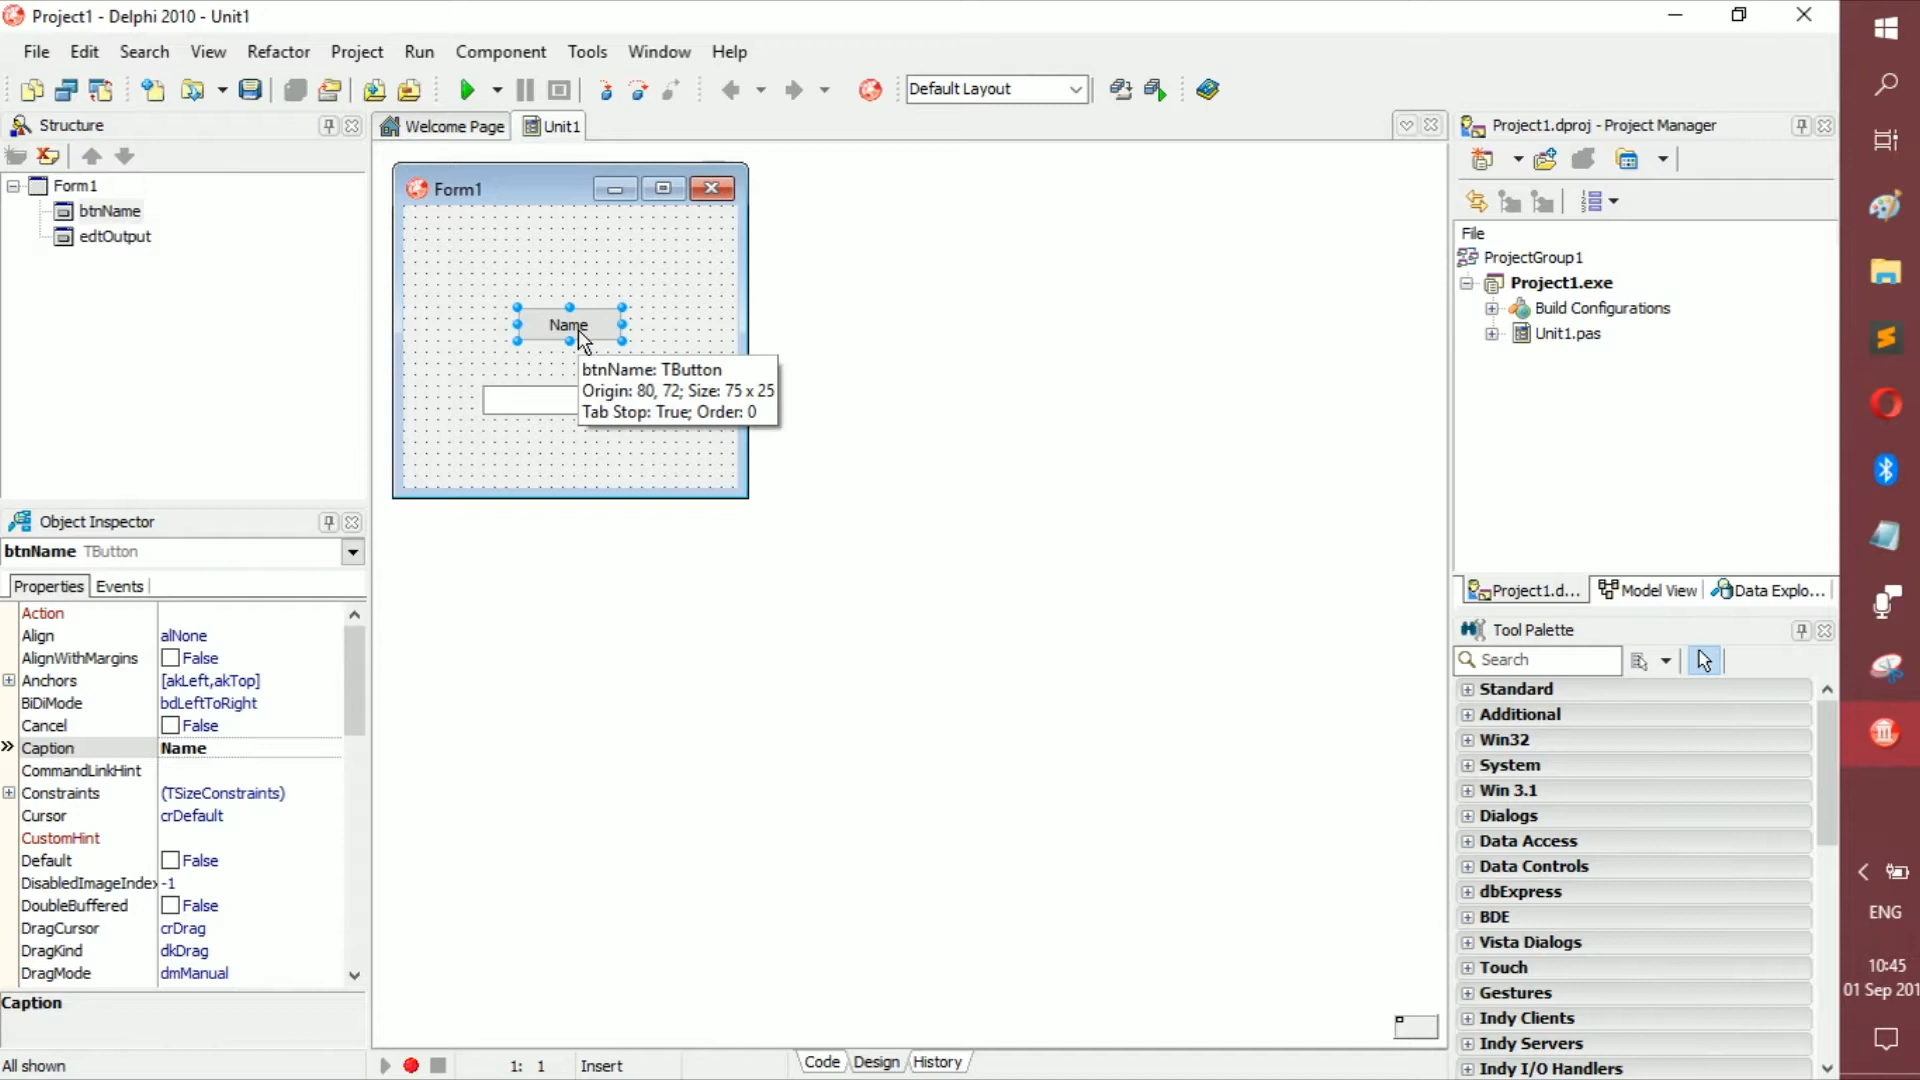 Project1 - Delphi 2010 - Unit1
File Edit Search View Refactor Project Run Component Tools Window Help
Default Layout
Structure
Form1
btnName
edtOutput
Object Inspector
btnName TButton
Properties Events
Action
Align alNone
AlignWithMargins False
Anchors [akLeft,akTop]
BiDiMode bdLeftToRight
Cancel False
Caption Name
CommandLinkHint
Constraints (TSizeConstraints)
Cursor crDefault
CustomHint
Default False
DisabledImageIndex -1
DoubleBuffered False
DragCursor crDrag
DragKind dkDrag
DragMode dmManual
Caption
All shown
Welcome Page Unit1
Form1
Name
btnName: TButton
Origin: 80, 72; Size: 75 x 25
Tab Stop: True; Order: 0
1: 1 Insert
Code Design History
Project1.dproj - Project Manager
File
ProjectGroup1
Project1.exe
Build Configurations
Unit1.pas
Project1.d... Model View Data Explo...
Tool Palette
Search
Standard
Additional
Win32
System
Win 3.1
Dialogs
Data Access
Data Controls
dbExpress
BDE
Vista Dialogs
Touch
Gestures
Indy Clients
Indy Servers
Indy I/O Handlers
ENG
10:45
01 Sep 201